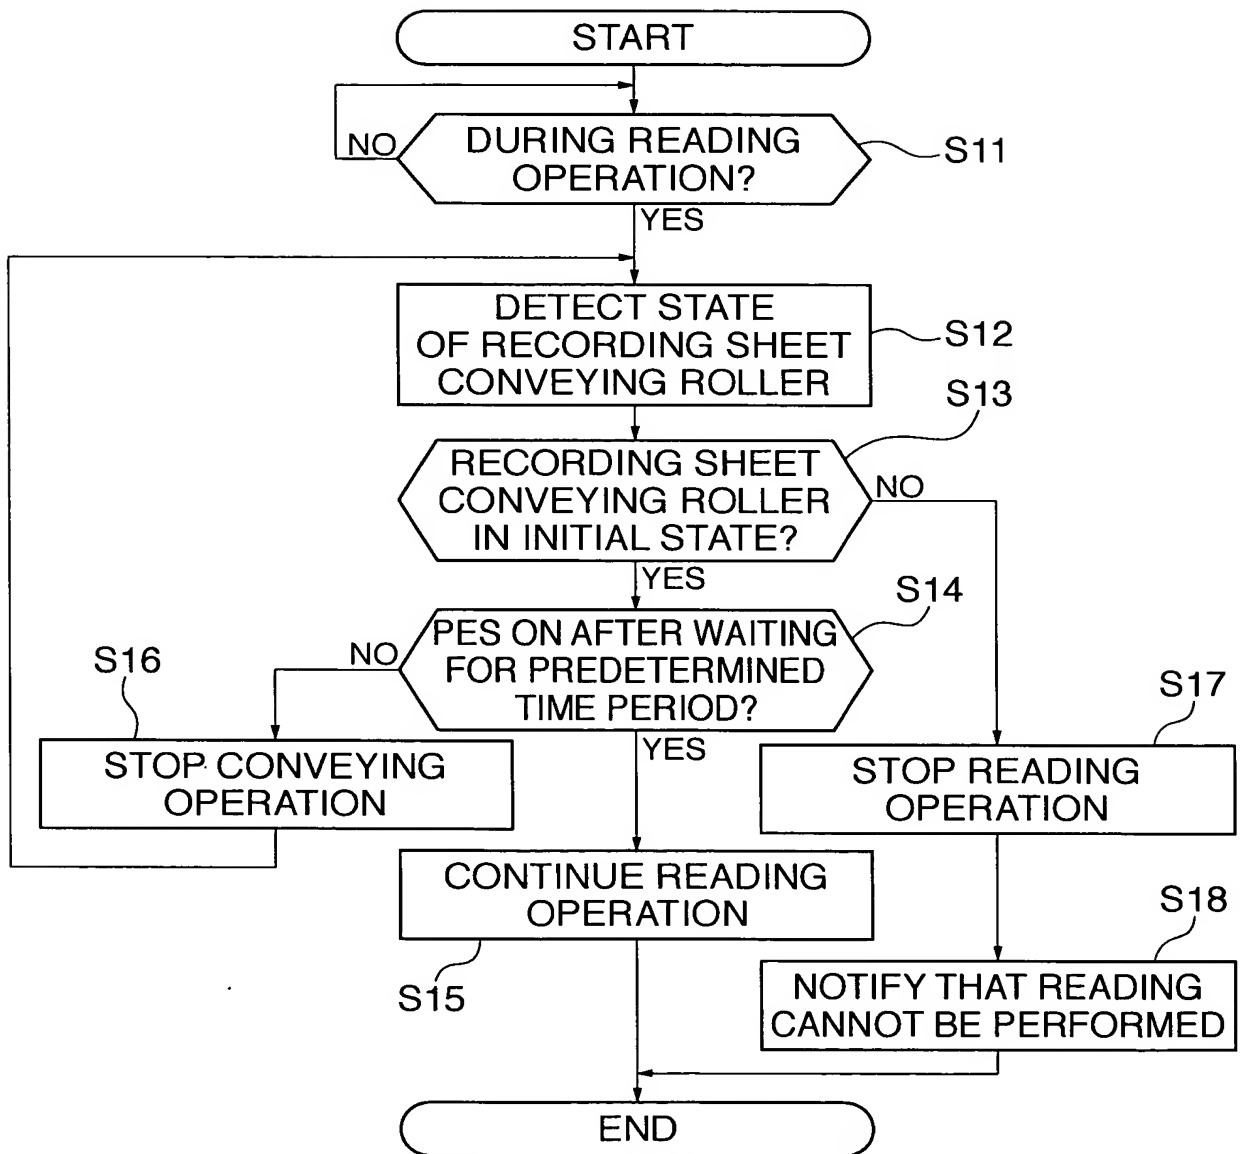 START
NO
DURING READING
OPERATION?
S11
YES
DETECT STATE
OF RECORDING SHEET
CONVEYING ROLLER
S12
S13
RECORDING SHEET
CONVEYING ROLLER
IN INITIAL STATE?
NO
YES
S14
PES ON AFTER WAITING
FOR PREDETERMINED
TIME PERIOD?
NO
S16
YES
S17
STOP CONVEYING
OPERATION
STOP READING
OPERATION
CONTINUE READING
OPERATION
S15
S18
NOTIFY THAT READING
CANNOT BE PERFORMED
END